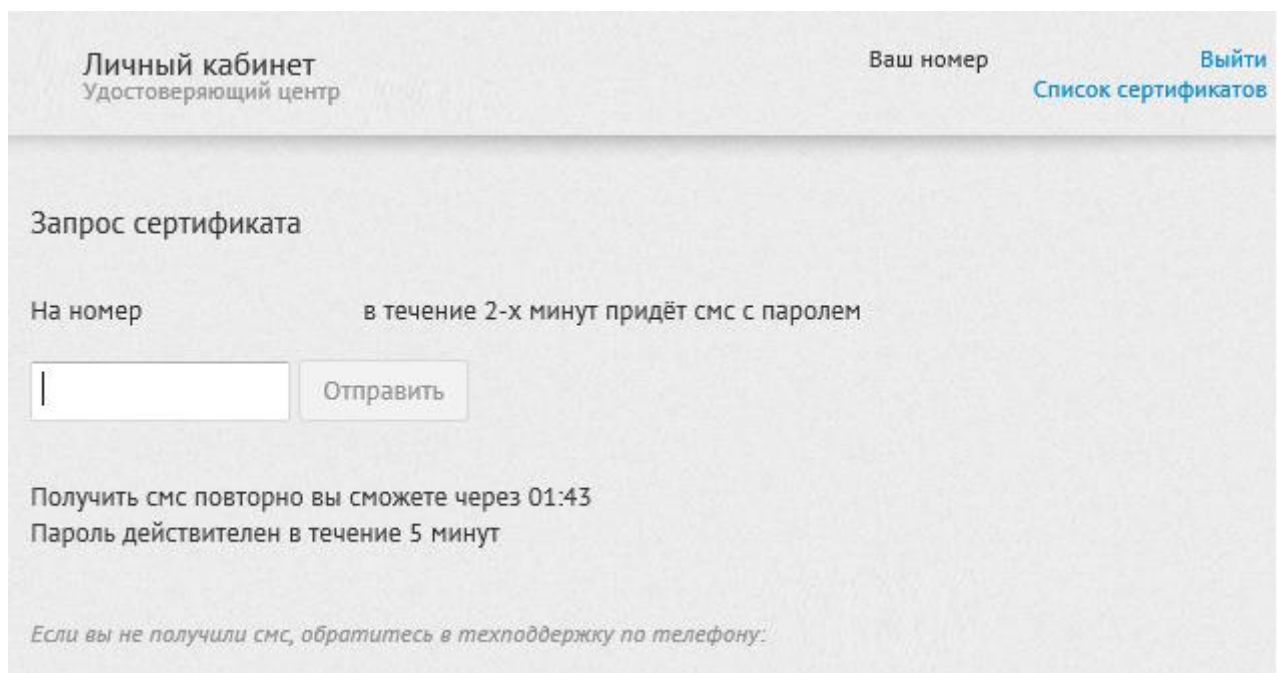 Личный кабинет
Удостоверяющий центр
Ваш номер
Выйти
Список сертификатов
Запрос сертификата
На номер в течение 2-х минут придёт смс с паролем
Отправить
Получить смс повторно вы сможете через 01:43
Пароль действителен в течение 5 минут
Если вы не получили смс, обратитесь в техподдержку по телефону: